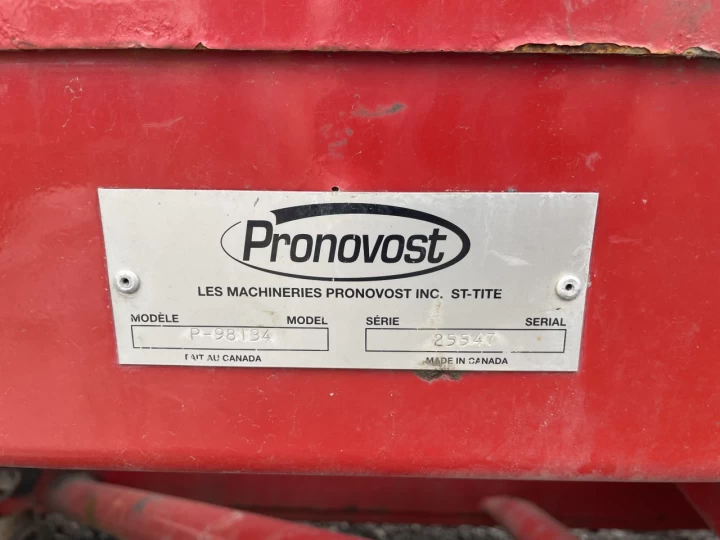 Pronovost
LES MACHINERIES PRONOVOST INC. ST-TITE
MODÈLE MODEL SÉRIE SERIAL
P-98134 25547
FAIT AU CANADA MADE IN CANADA